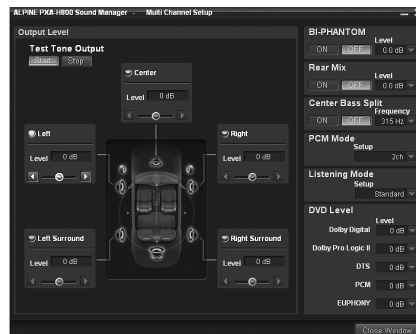 ALPINE PXA-H800 Sound Manager - Multi Channel Setup
Output Level
Test Tone Output
Start Stop
Center
Level 0 dB
Left
Level 0 dB
Right
Level 0 dB
Left Surround
Level 0 dB
Right Surround
Level 0 dB
BI-PHANTOM
Level
ON OFF 0.0 dB
Rear Mix
Level
ON OFF 0.0 dB
Center Bass Split
Frequency
ON OFF 315 Hz
PCM Mode
Setup
2ch
Listening Mode
Setup
Standard
DVD Level
Level
Dolby Digital 0 dB
Dolby Pro Logic II 0 dB
DTS 0 dB
PCM 0 dB
EUPHONY 0 dB
Close Window